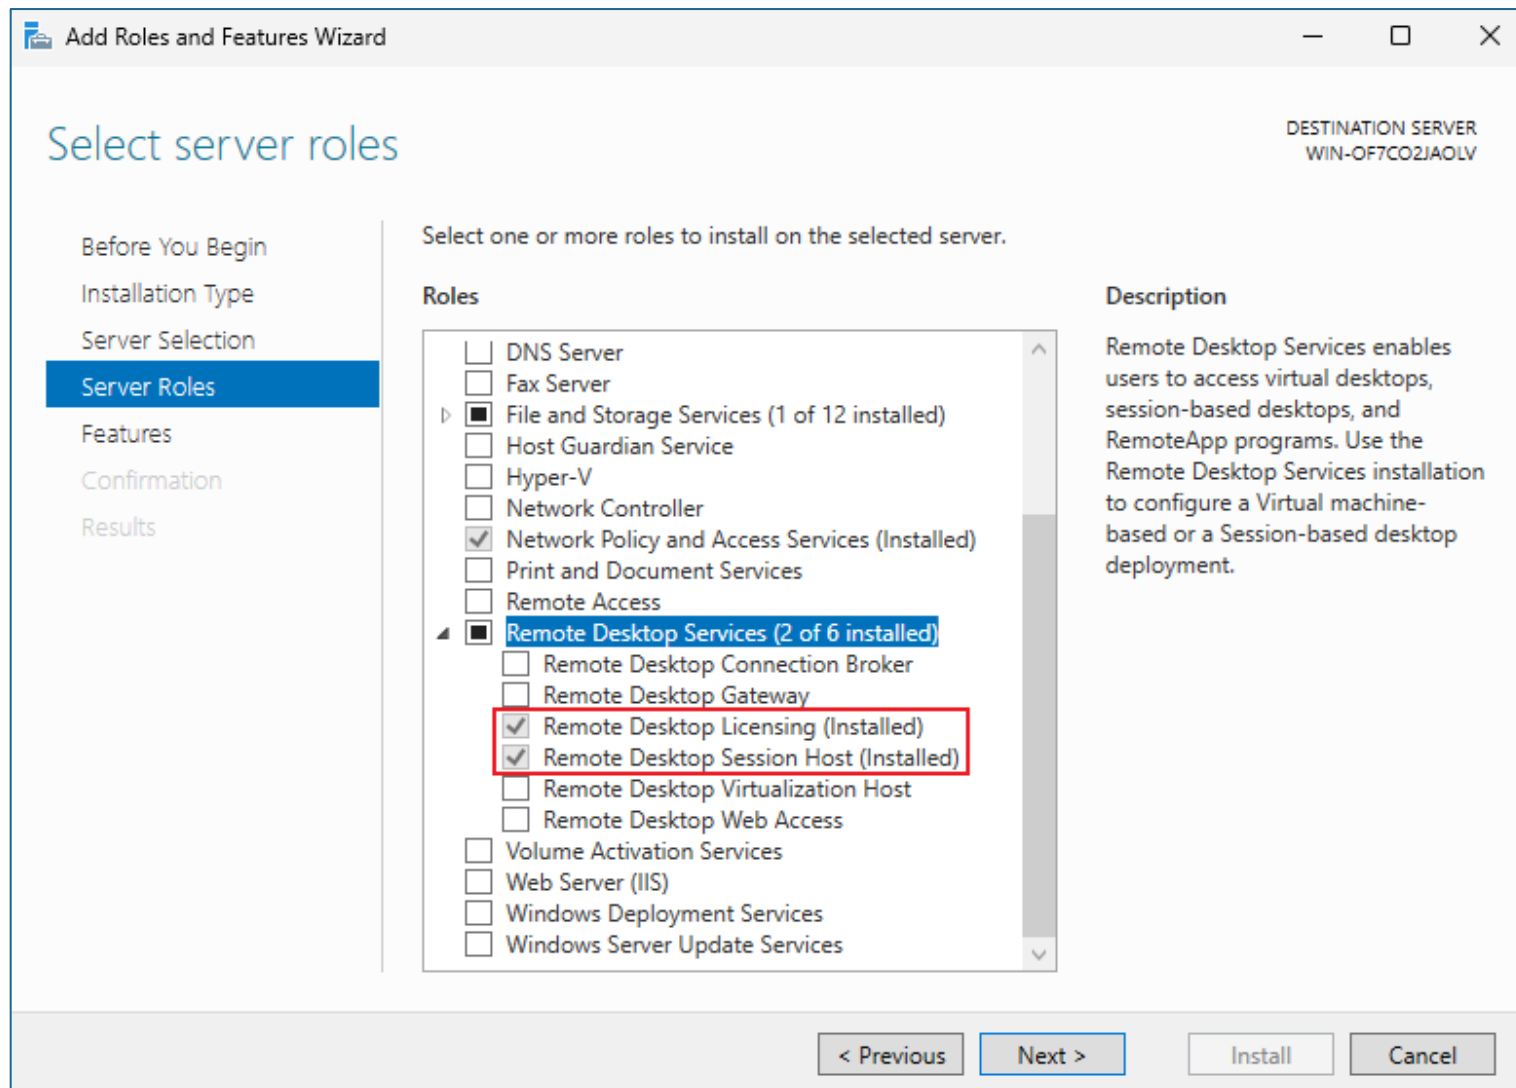 Add Roles and Features Wizard
Select server roles
DESTINATION SERVER
WIN-OF7CO2JAOLV
Before You Begin
Installation Type
Server Selection
Server Roles
Features
Confirmation
Results
Select one or more roles to install on the selected server.
Roles
DNS Server
Fax Server
File and Storage Services (1 of 12 installed)
Host Guardian Service
Hyper-V
Network Controller
Network Policy and Access Services (Installed)
Print and Document Services
Remote Access
Remote Desktop Services (2 of 6 installed)
Remote Desktop Connection Broker
Remote Desktop Gateway
Remote Desktop Licensing (Installed)
Remote Desktop Session Host (Installed)
Remote Desktop Virtualization Host
Remote Desktop Web Access
Volume Activation Services
Web Server (IIS)
Windows Deployment Services
Windows Server Update Services
Description
Remote Desktop Services enables
users to access virtual desktops,
session-based desktops, and
RemoteApp programs. Use the
Remote Desktop Services installation
to configure a Virtual machine-
based or a Session-based desktop
deployment.
< Previous
Next >
Install
Cancel